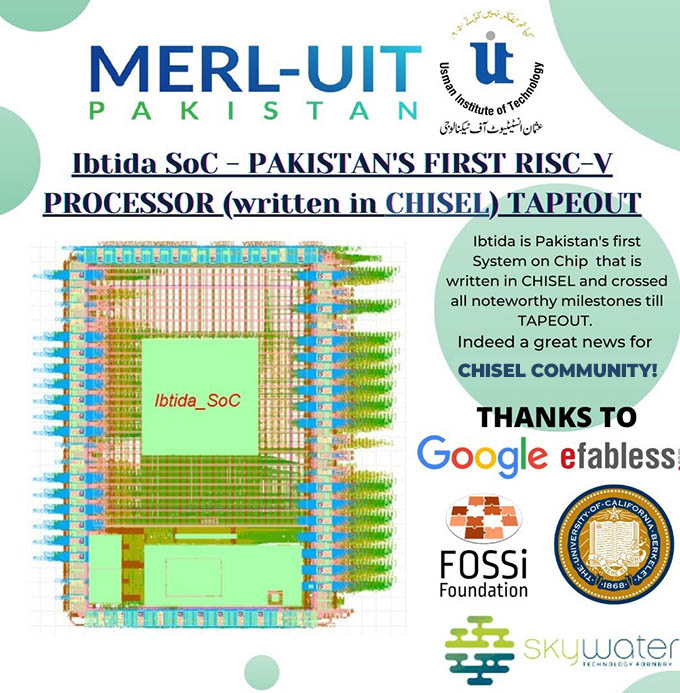 MERL-UIT
PAKISTAN
uit
Usman Institute of Technology
عثمان انسٹیٹیوٹ آف ٹیکنالوجی
Ibtida SoC - PAKISTAN'S FIRST RISC-V
PROCESSOR (written in CHISEL) TAPEOUT
Ibtida is Pakistan's first
System on Chip that is
written in CHISEL and crossed
all noteworthy milestones till
TAPEOUT.
Indeed a great news for
CHISEL COMMUNITY!
Ibtida_SoC
THANKS TO
Google efabless
FOSSi
Foundation
THE·UNIVERSITY·OF·CALIFORNIA·BERKELEY·
·1868·
skywater
TECHNOLOGY FOUNDRY